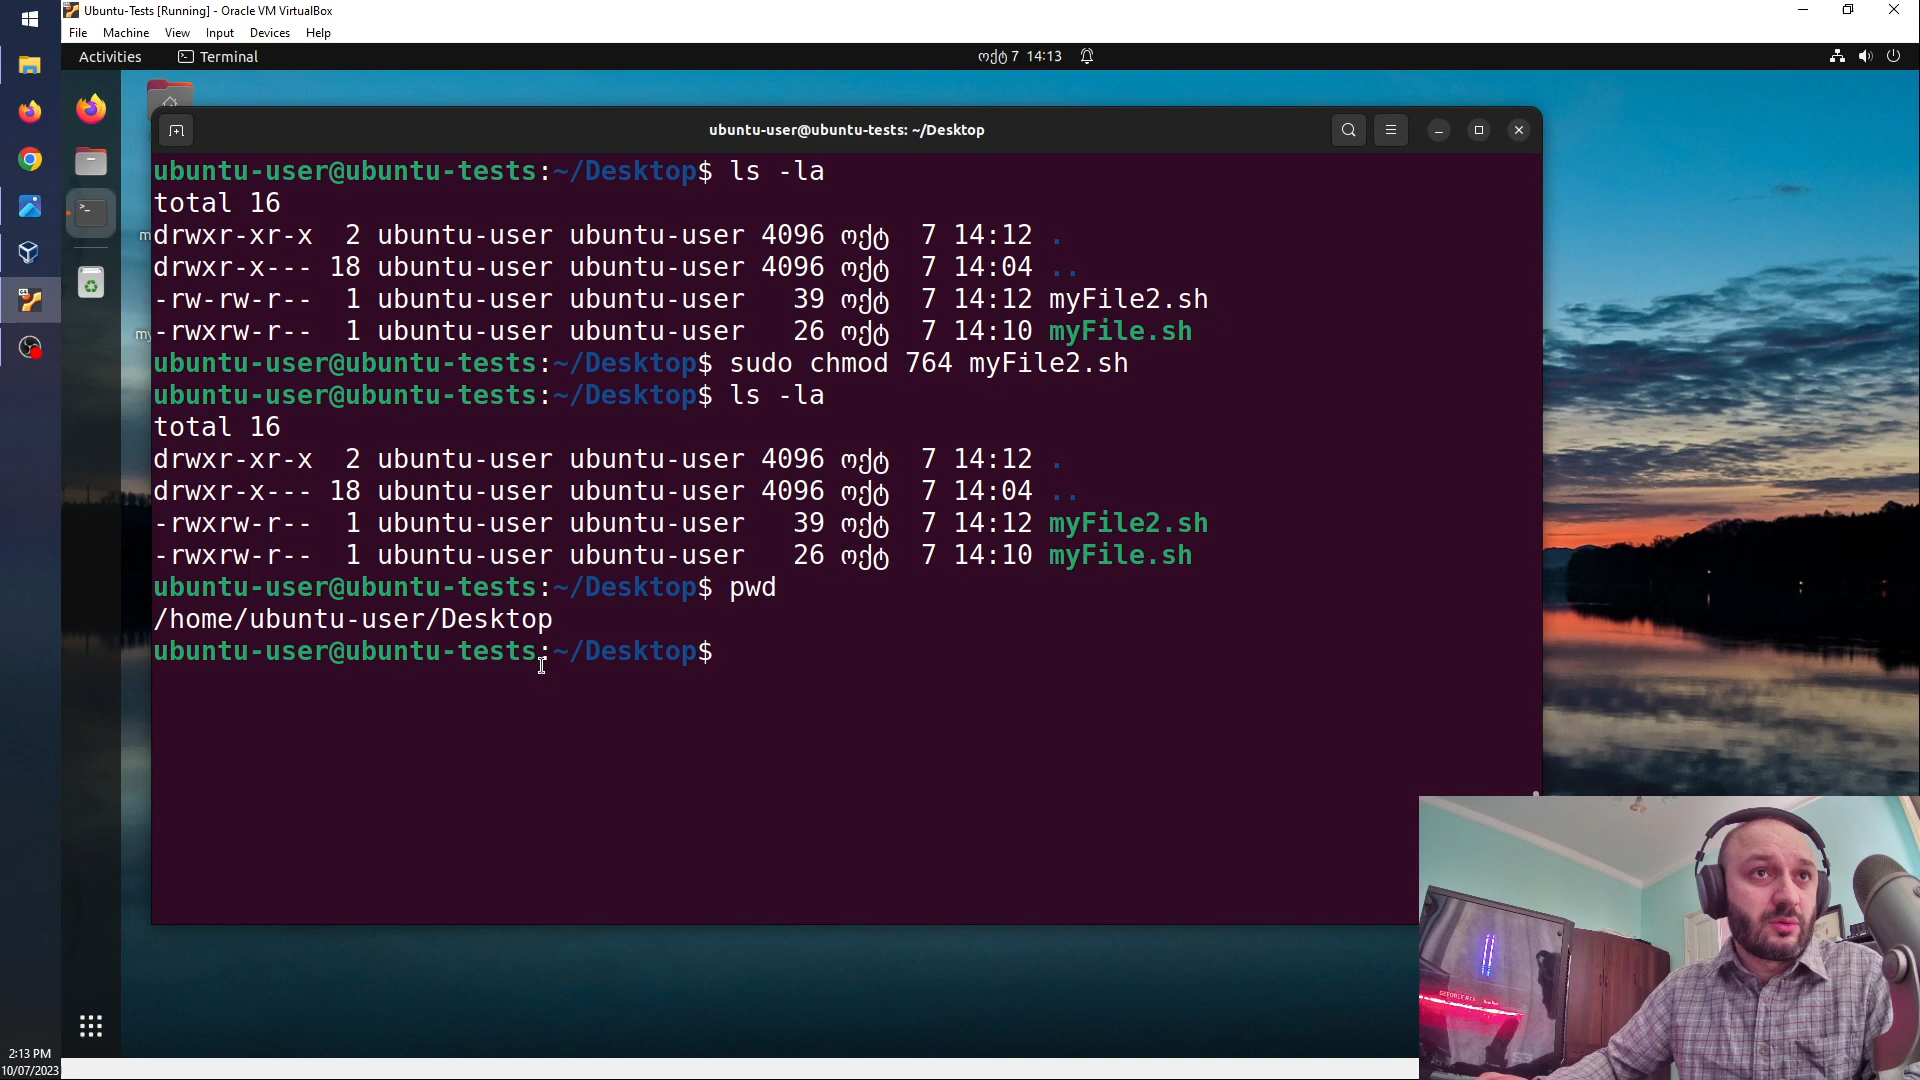 Ubuntu-Tests [Running] - Oracle VM VirtualBox
File Machine View Input Devices Help
Activities Terminal ოქტ 7 14:13
ubuntu-user@ubuntu-tests: ~/Desktop
ubuntu-user@ubuntu-tests:~/Desktop$ ls -la
total 16
drwxr-xr-x 2 ubuntu-user ubuntu-user 4096 ოქტ 7 14:12 .
drwxr-x--- 18 ubuntu-user ubuntu-user 4096 ოქტ 7 14:04 ..
-rw-rw-r-- 1 ubuntu-user ubuntu-user 39 ოქტ 7 14:12 myFile2.sh
-rwxrw-r-- 1 ubuntu-user ubuntu-user 26 ოქტ 7 14:10 myFile.sh
ubuntu-user@ubuntu-tests:~/Desktop$ sudo chmod 764 myFile2.sh
ubuntu-user@ubuntu-tests:~/Desktop$ ls -la
total 16
drwxr-xr-x 2 ubuntu-user ubuntu-user 4096 ოქტ 7 14:12 .
drwxr-x--- 18 ubuntu-user ubuntu-user 4096 ოქტ 7 14:04 ..
-rwxrw-r-- 1 ubuntu-user ubuntu-user 39 ოქტ 7 14:12 myFile2.sh
-rwxrw-r-- 1 ubuntu-user ubuntu-user 26 ოქტ 7 14:10 myFile.sh
ubuntu-user@ubuntu-tests:~/Desktop$ pwd
/home/ubuntu-user/Desktop
ubuntu-user@ubuntu-tests:~/Desktop$
GEFORCE RTX
2:13 PM
10/07/2023